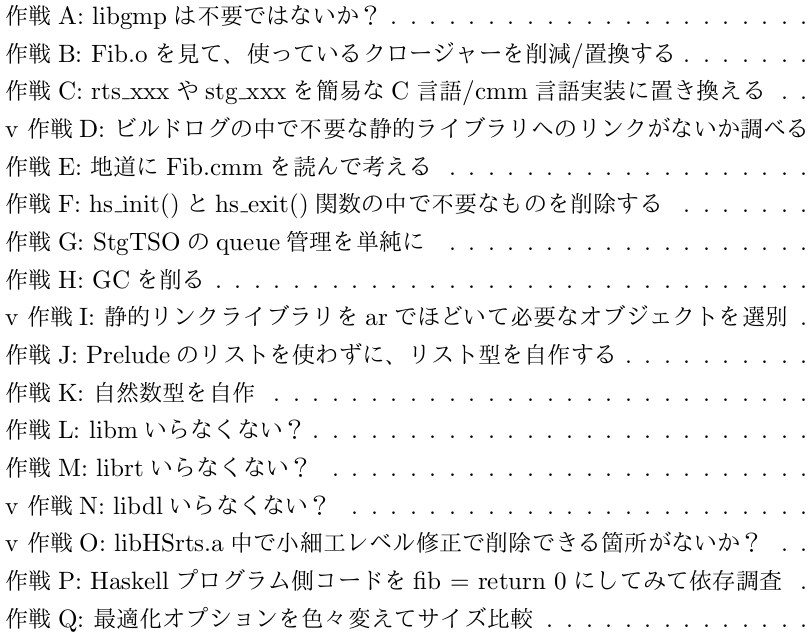 作戦 A: libgmp は不要ではないか? . . . . . . . . . . . . . . . . . . . . . .
作戦 B: Fib.o を見て、使っているクロージャーを削減/置換する . . . . . . .
作戦 C: rts_xxx や stg_xxx を簡易な C 言語/cmm 言語実装に置き換える . .
v 作戦 D: ビルドログの中で不要な静的ライブラリへのリンクがないか調べる
作戦 E: 地道に Fib.cmm を読んで考える . . . . . . . . . . . . . . . . . . .
作戦 F: hs_init() と hs_exit() 関数の中で不要なものを削除する . . . . . . .
作戦 G: StgTSO の queue 管理を単純に . . . . . . . . . . . . . . . . . . .
作戦 H: GC を削る . . . . . . . . . . . . . . . . . . . . . . . . . . . . . . .
v 作戦 I: 静的リンクライブラリを ar でほどいて必要なオブジェクトを選別 .
作戦 J: Prelude のリストを使わずに、リスト型を自作する . . . . . . . . . .
作戦 K: 自然数型を自作 . . . . . . . . . . . . . . . . . . . . . . . . . . . .
作戦 L: libm いらなくない? . . . . . . . . . . . . . . . . . . . . . . . . . .
作戦 M: librt いらなくない? . . . . . . . . . . . . . . . . . . . . . . . . .
v 作戦 N: libdl いらなくない? . . . . . . . . . . . . . . . . . . . . . . . .
v 作戦 O: libHSrts.a 中で小細工レベル修正で削除できる箇所がないか? . .
作戦 P: Haskell プログラム側コードを fib = return 0 にしてみて依存調査 .
作戦 Q: 最適化オプションを色々変えてサイズ比較 . . . . . . . . . . . . . .